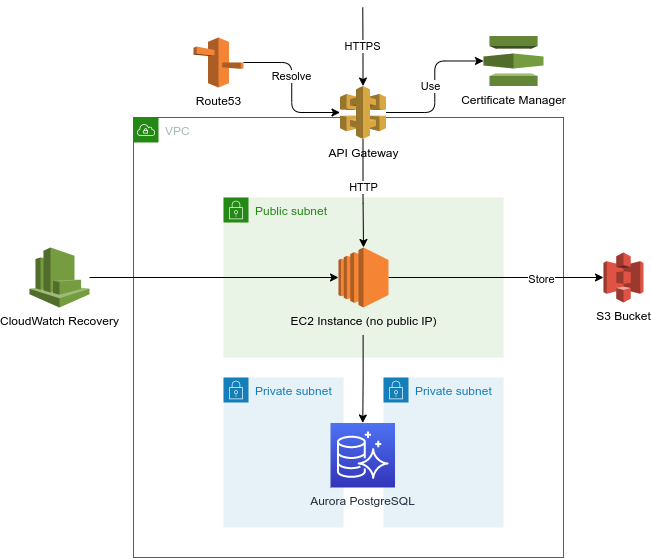 HTTPS
Resolve
Use
Route53
Certificate Manager
VPC
API Gateway
HTTP
Public subnet
Store
CloudWatch Recovery
EC2 Instance (no public IP)
S3 Bucket
Private subnet
Private subnet
Aurora PostgreSQL